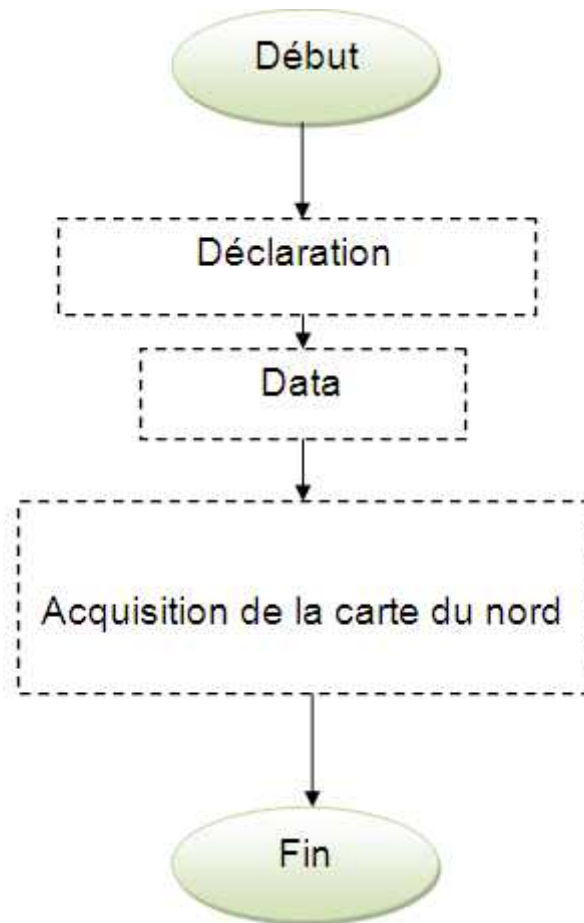 Début
Déclaration
Data
Acquisition de la carte du nord
Fin